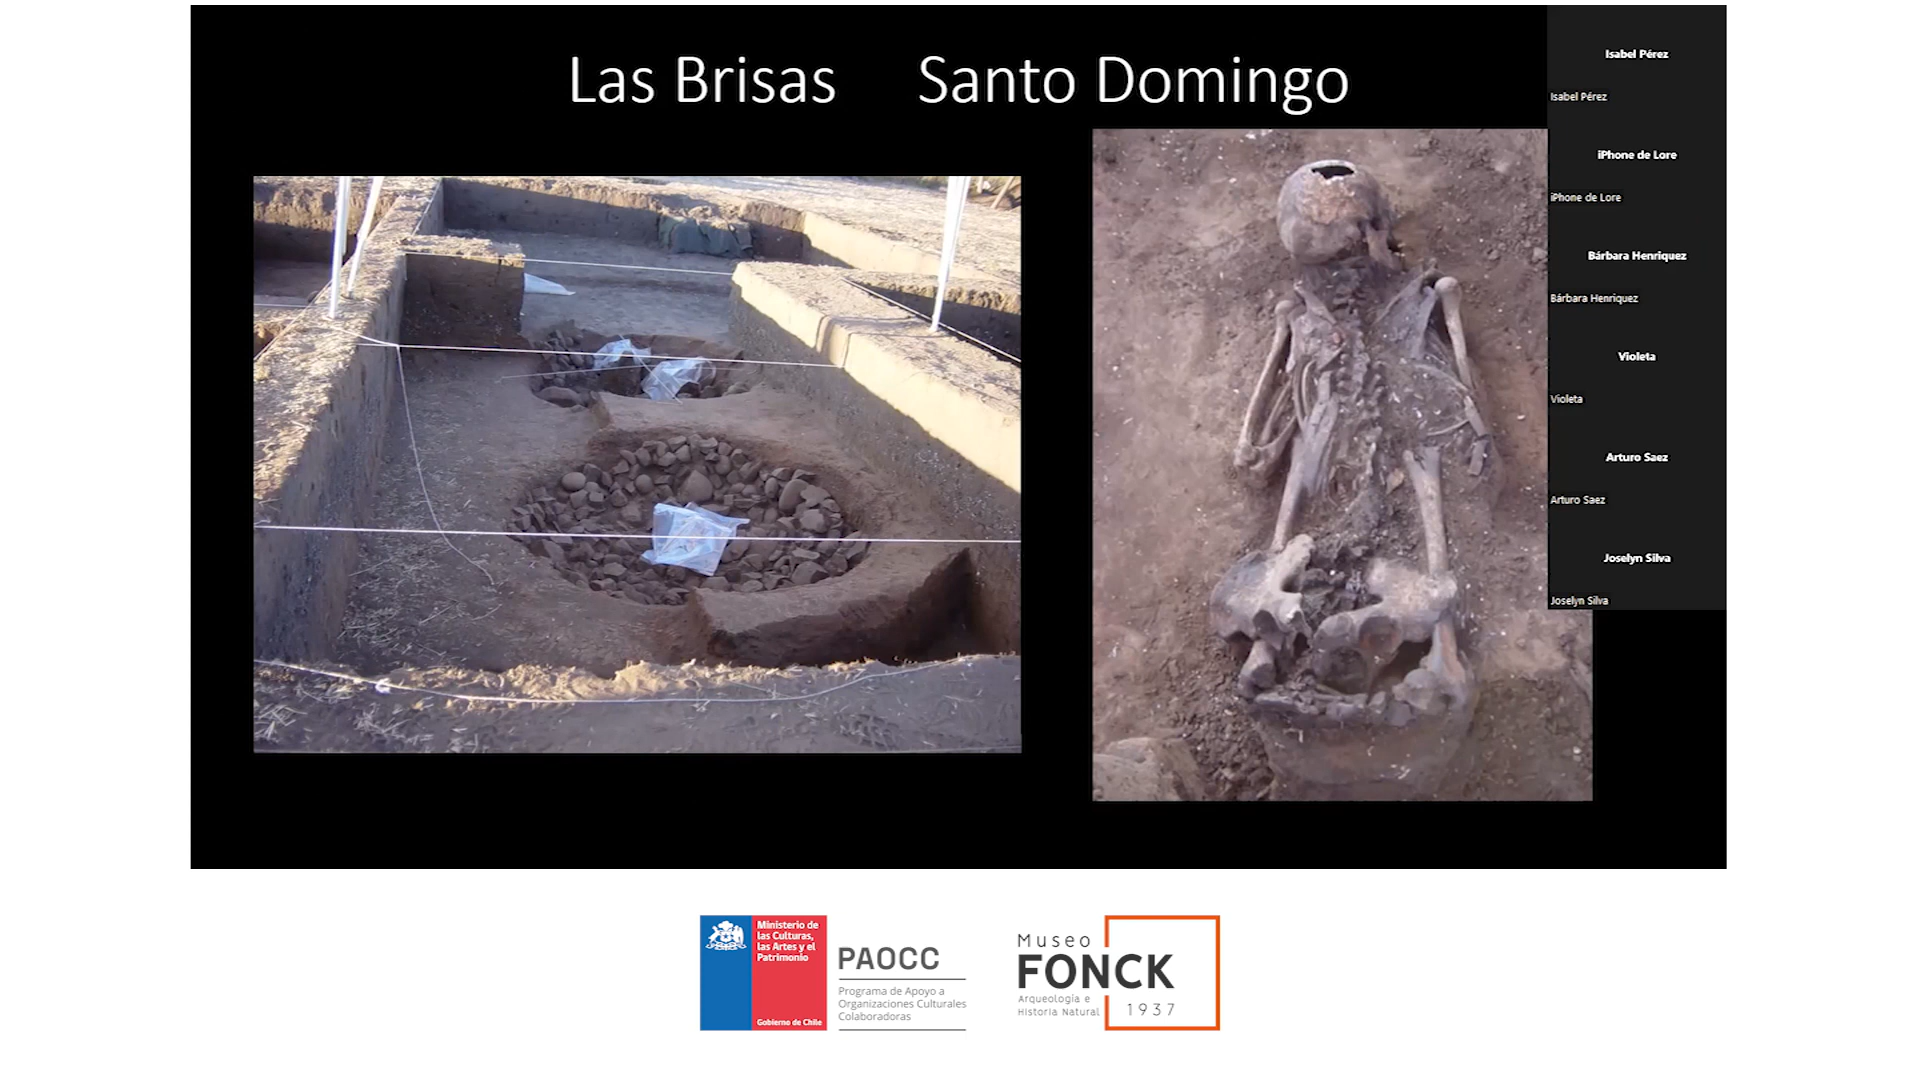 Las Brisas Santo Domingo
Isabel Pérez
Isabel Pérez
iPhone de Lore
iPhone de Lore
Bárbara Henriquez
Bárbara Henriquez
Violeta
Violeta
Arturo Saez
Arturo Saez
Joselyn Silva
Joselyn Silva
Ministerio de
las Culturas,
las Artes y el
Patrimonio
Gobierno de Chile
PAOCC
Programa de Apoyo a
Organizaciones Culturales
Colaboradoras
Museo
FONCK
Arqueología e
Historia Natural
1937